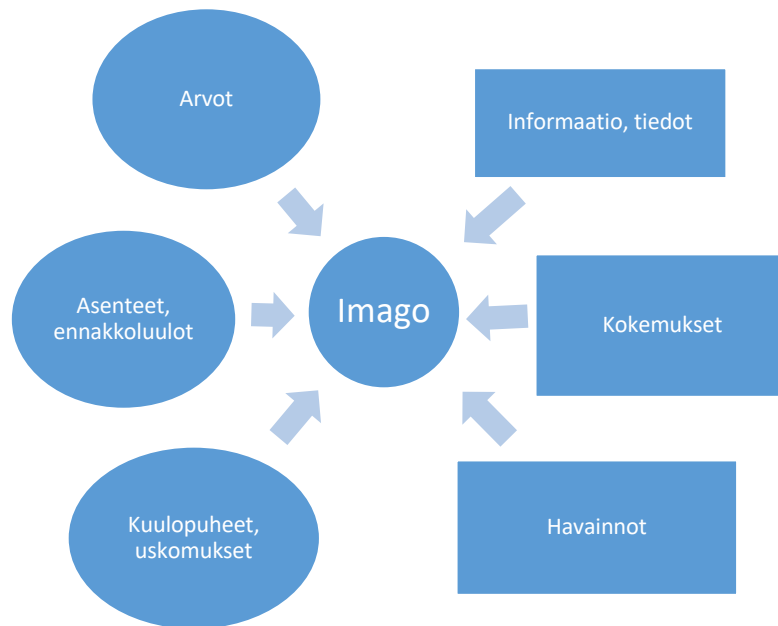 Arvot
Informaatio, tiedot
Asenteet,
ennakkoluulot
Imago
Kokemukset
Kuulopuheet,
uskomukset
Havainnot